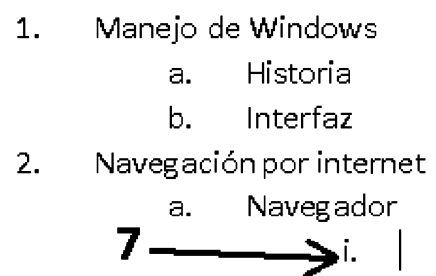 1. Manejo de Windows
a. Historia
b. Interfaz
2. Navegación por internet
a. Navegador
7 i.